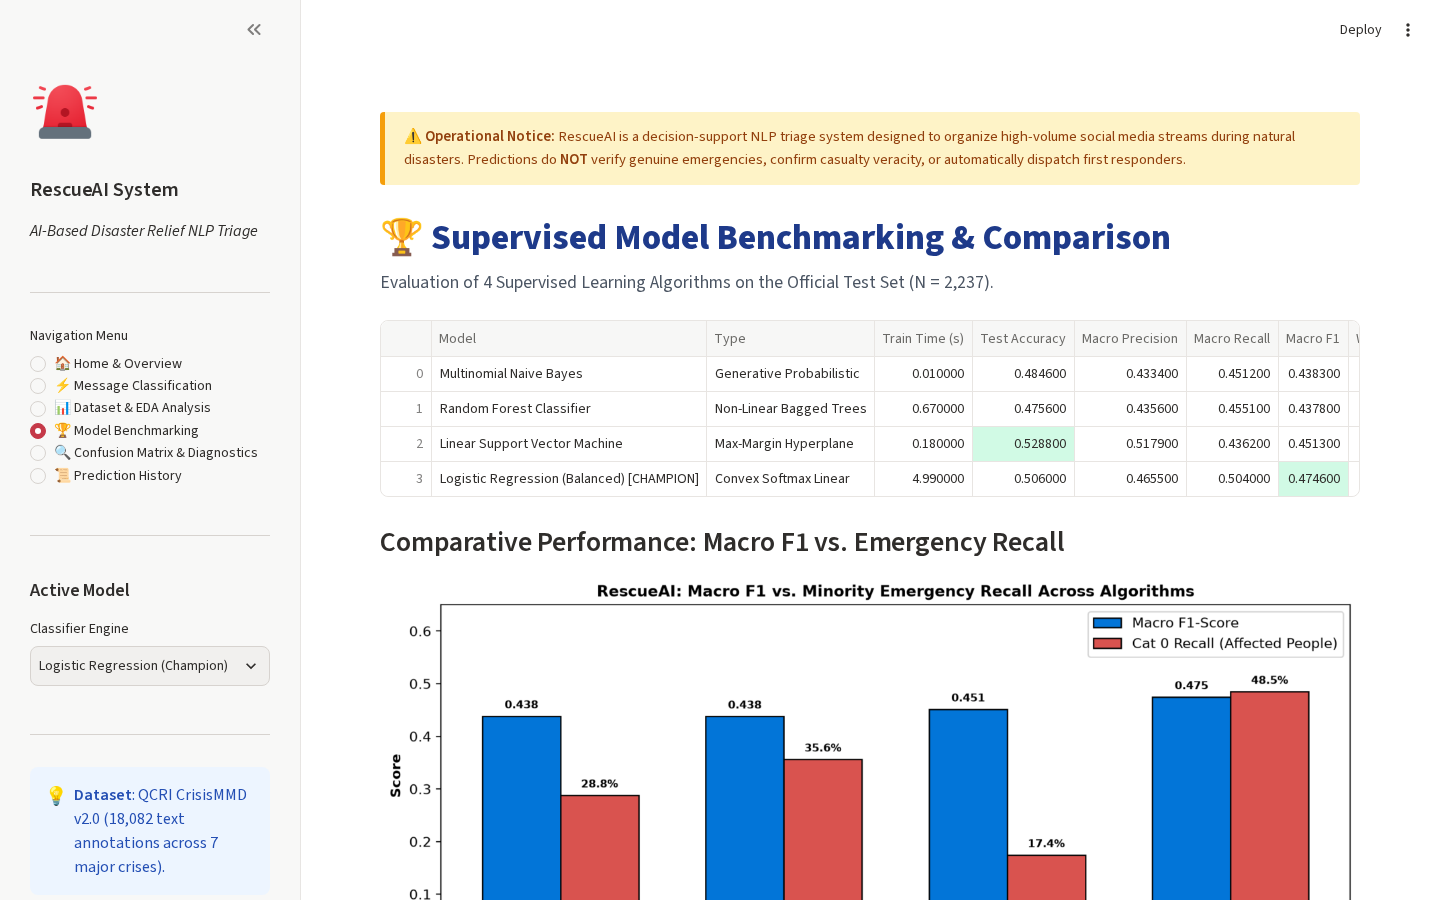 RescueAI System
AI-Based Disaster Relief NLP Triage
Navigation Menu
🏠 Home & Overview
⚡ Message Classification
📊 Dataset & EDA Analysis
🏆 Model Benchmarking
🔍 Confusion Matrix & Diagnostics
📜 Prediction History
Active Model
Classifier Engine
Logistic Regression (Champion)
💡 Dataset: QCRI CrisisMMD
v2.0 (18,082 text
annotations across 7
major crises).
Deploy
⚠️ Operational Notice: RescueAI is a decision-support NLP triage system designed to organize high-volume social media streams during natural
disasters. Predictions do NOT verify genuine emergencies, confirm casualty veracity, or automatically dispatch first responders.
🏆 Supervised Model Benchmarking & Comparison
Evaluation of 4 Supervised Learning Algorithms on the Official Test Set (N = 2,237).
Model Type Train Time (s) Test Accuracy Macro Precision Macro Recall Macro F1
0 Multinomial Naive Bayes Generative Probabilistic 0.010000 0.484600 0.433400 0.451200 0.438300
1 Random Forest Classifier Non-Linear Bagged Trees 0.670000 0.475600 0.435600 0.455100 0.437800
2 Linear Support Vector Machine Max-Margin Hyperplane 0.180000 0.528800 0.517900 0.436200 0.451300
3 Logistic Regression (Balanced) [CHAMPION] Convex Softmax Linear 4.990000 0.506000 0.465500 0.504000 0.474600
Comparative Performance: Macro F1 vs. Emergency Recall
RescueAI: Macro F1 vs. Minority Emergency Recall Across Algorithms
Macro F1-Score
Cat 0 Recall (Affected People)
Score
0.6
0.5
0.4
0.3
0.2
0.1
0.438
28.8%
0.438
35.6%
0.451
17.4%
0.475
48.5%